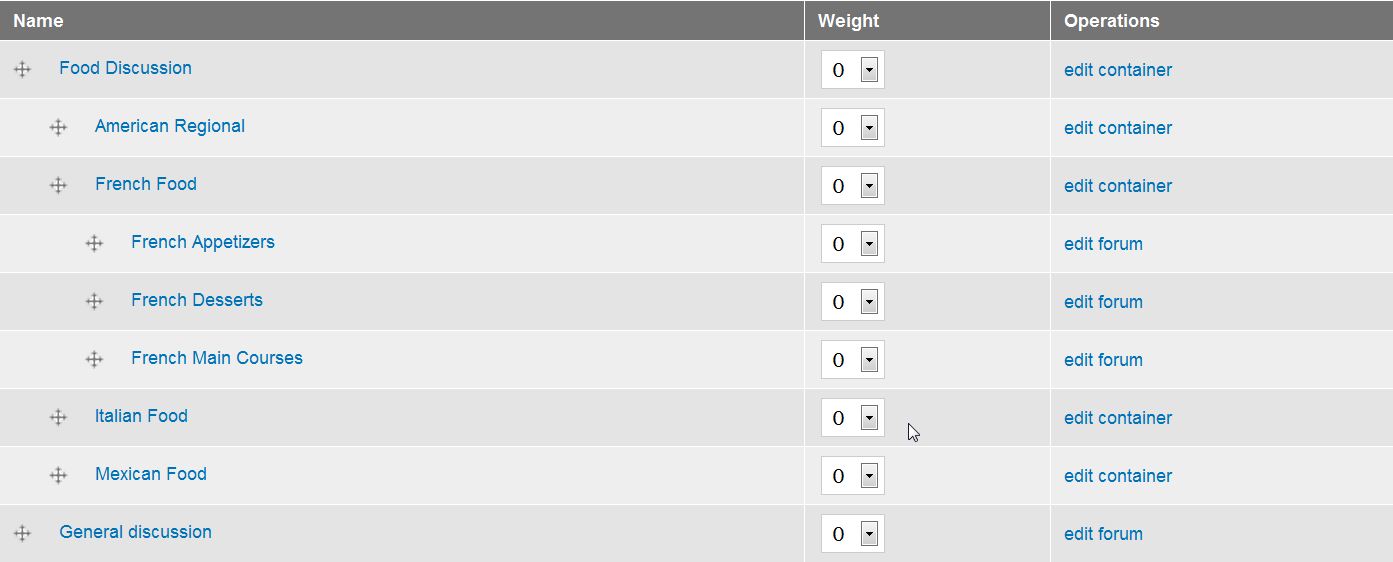 Name Weight Operations
Food Discussion 0 edit container
American Regional 0 edit container
French Food 0 edit container
French Appetizers 0 edit forum
French Desserts 0 edit forum
French Main Courses 0 edit forum
Italian Food 0 edit container
Mexican Food 0 edit container
General discussion 0 edit forum